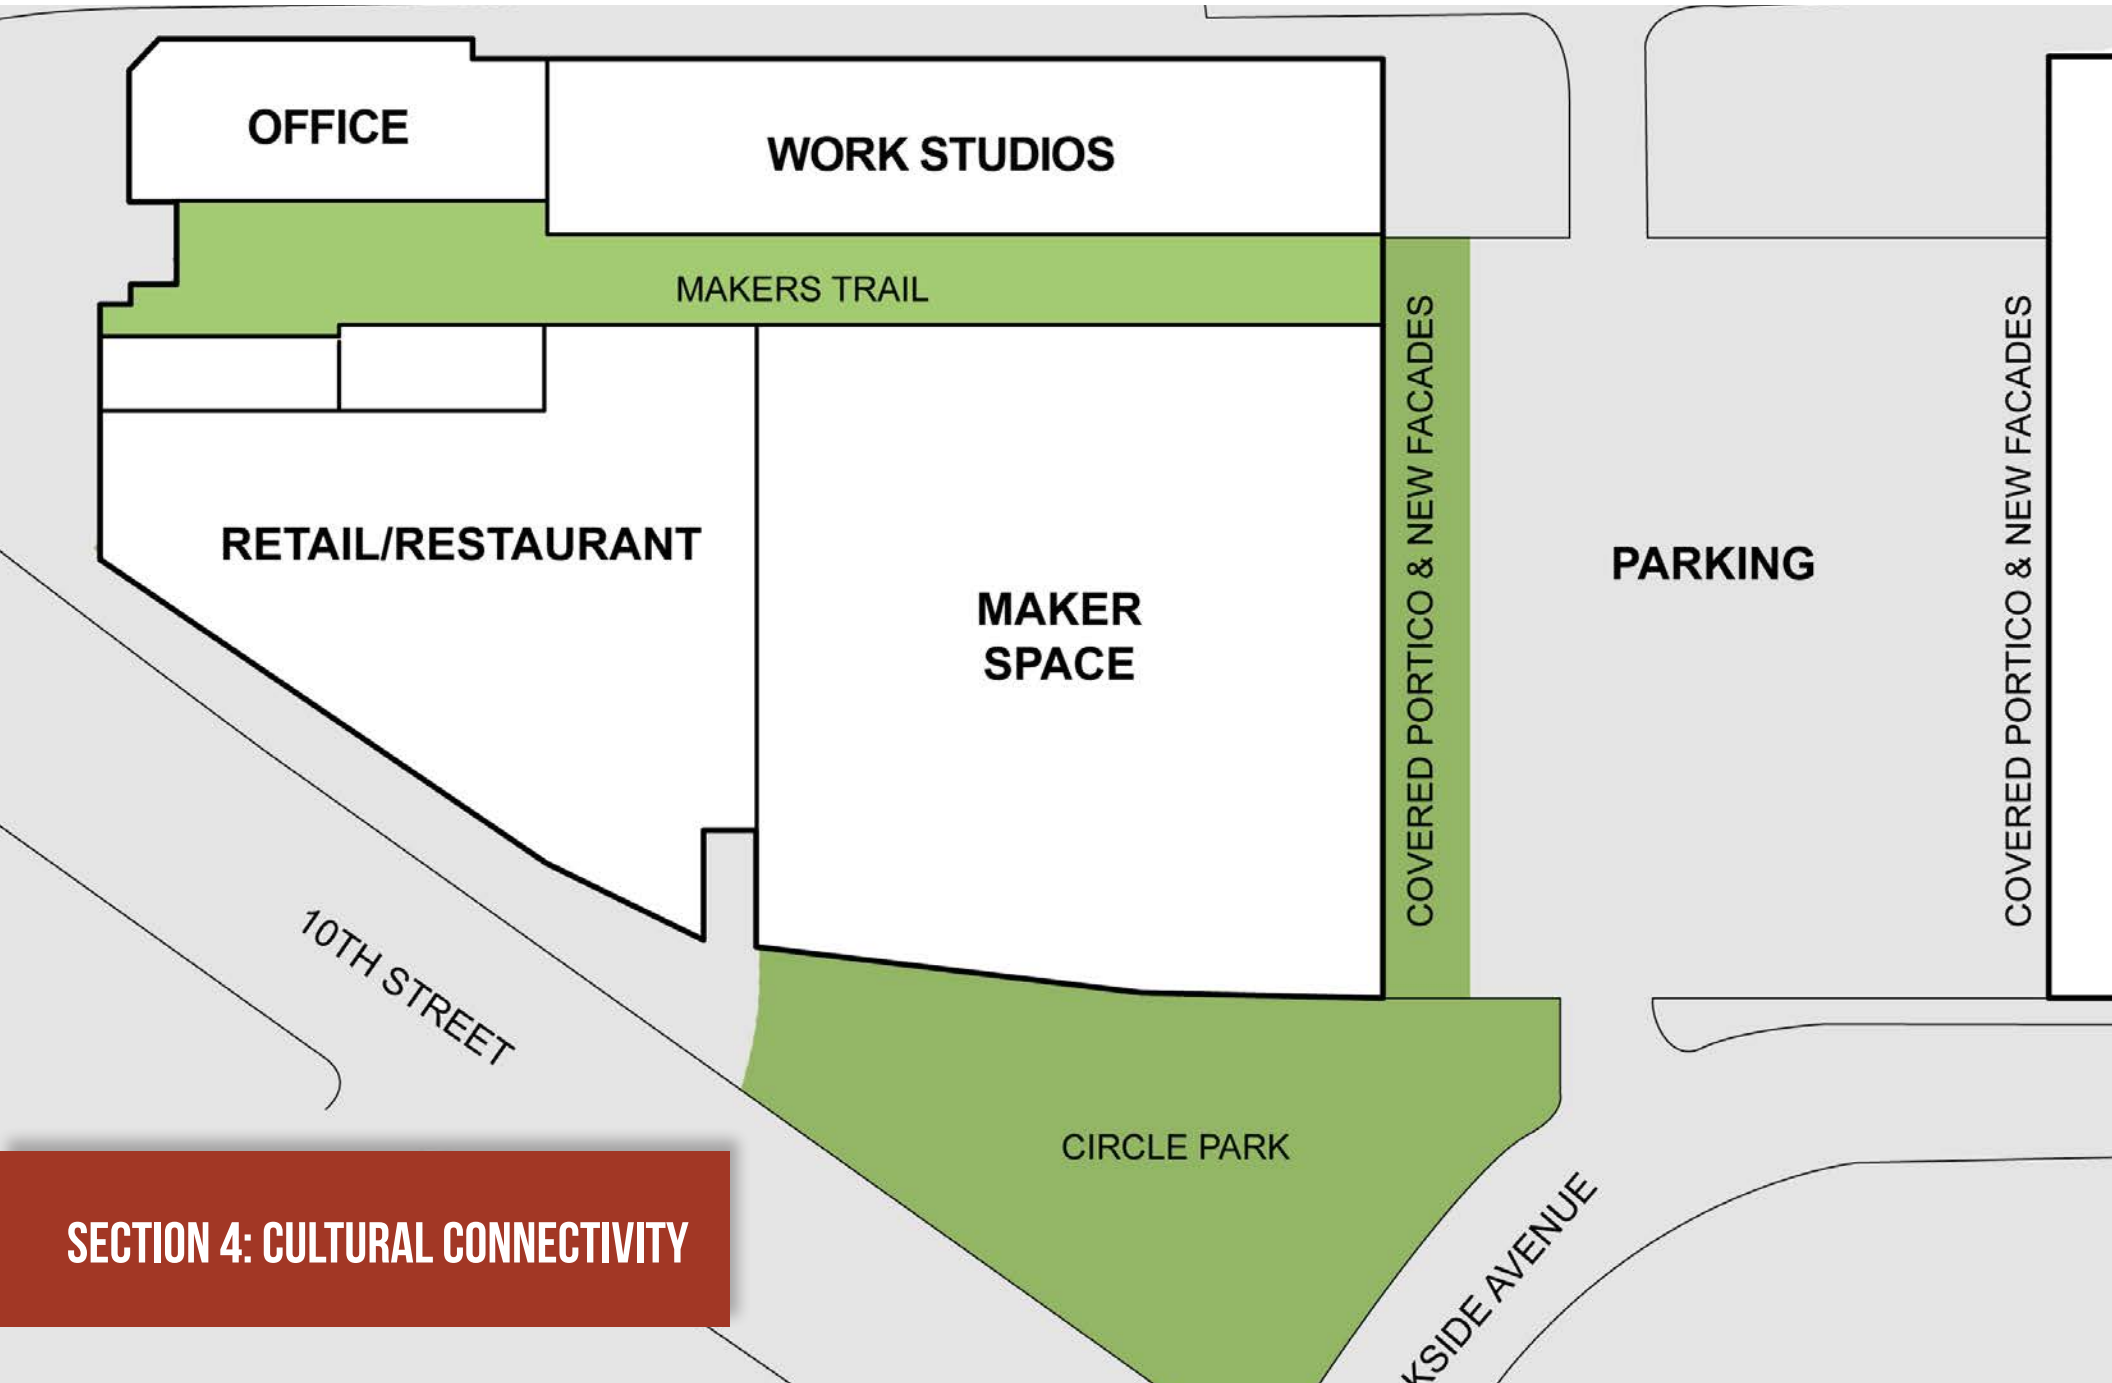 OFFICE
WORK STUDIOS
MAKERS TRAIL
RETAIL/RESTAURANT
MAKER
SPACE
COVERED PORTICO & NEW FACADES
PARKING
COVERED PORTICO & NEW FACADES
10TH STREET
CIRCLE PARK
KSIDE AVENUE
SECTION 4: CULTURAL CONNECTIVITY